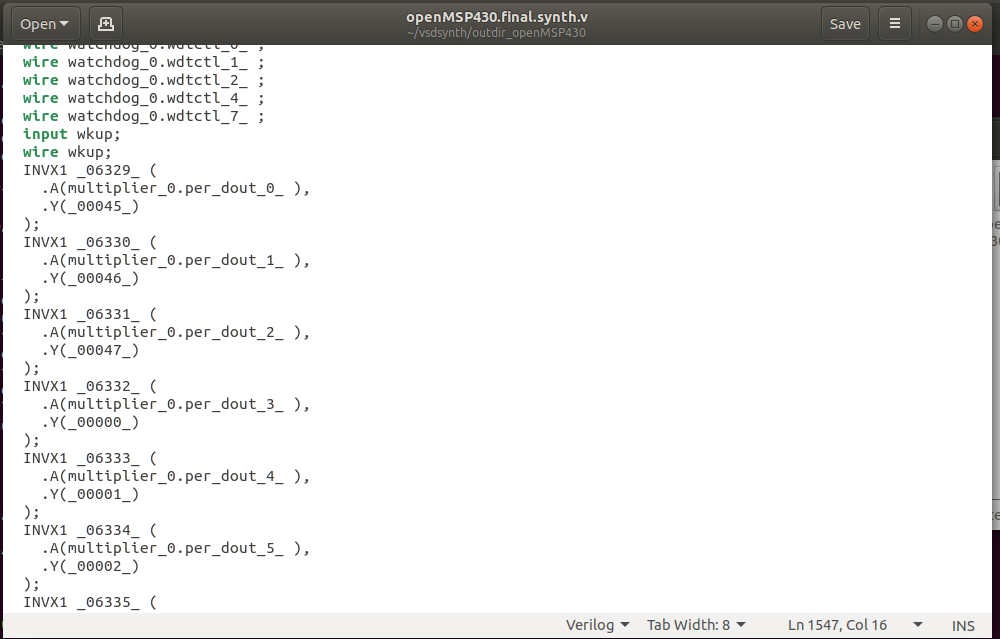 openMSP430.final.synth.v
Open
~/vsdsynth/outdir_openMSP430
Save
wire watchdog_0.wdtctl_0_ ;
wire watchdog_0.wdtctl_1_ ;
wire watchdog_0.wdtctl_2_ ;
wire watchdog_0.wdtctl_4_ ;
wire watchdog_0.wdtctl_7_ ;
input wkup;
wire wkup;
INVX1 _06329_ (
.A(multiplier_0.per_dout_0_ ),
.Y(_00045_)
);
INVX1 _06330_ (
.A(multiplier_0.per_dout_1_ ),
.Y(_00046_)
);
INVX1 _06331_ (
.A(multiplier_0.per_dout_2_ ),
.Y(_00047_)
);
INVX1 _06332_ (
.A(multiplier_0.per_dout_3_ ),
.Y(_00000_)
);
INVX1 _06333_ (
.A(multiplier_0.per_dout_4_ ),
.Y(_00001_)
);
INVX1 _06334_ (
.A(multiplier_0.per_dout_5_ ),
.Y(_00002_)
);
INVX1 _06335_ (
Verilog Tab Width: 8 Ln 1547, Col 16 INS